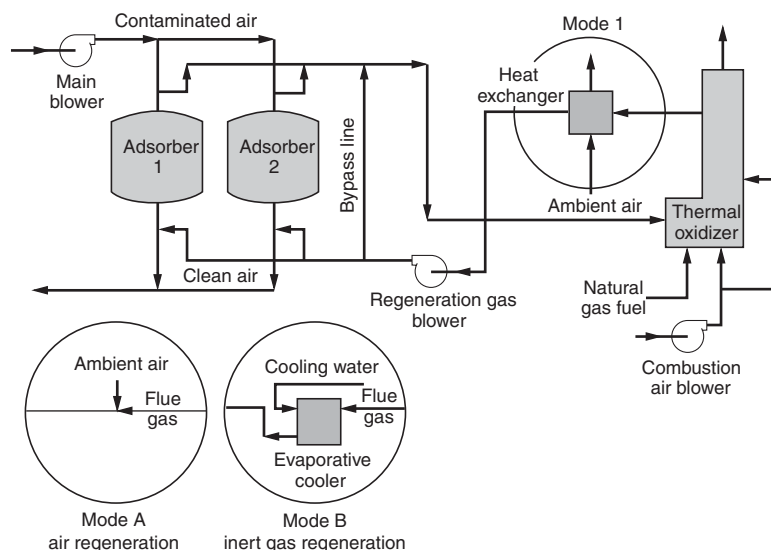 Contaminated air
Main
blower
Adsorber
1
Adsorber
2
Bypass line
Clean air
Regeneration gas
blower
Mode 1
Heat
exchanger
Ambient air
Thermal
oxidizer
Natural
gas fuel
Combustion
air blower
Ambient air
Flue
gas
Mode A
air regeneration
Cooling water
Flue
gas
Evaporative
cooler
Mode B
inert gas regeneration